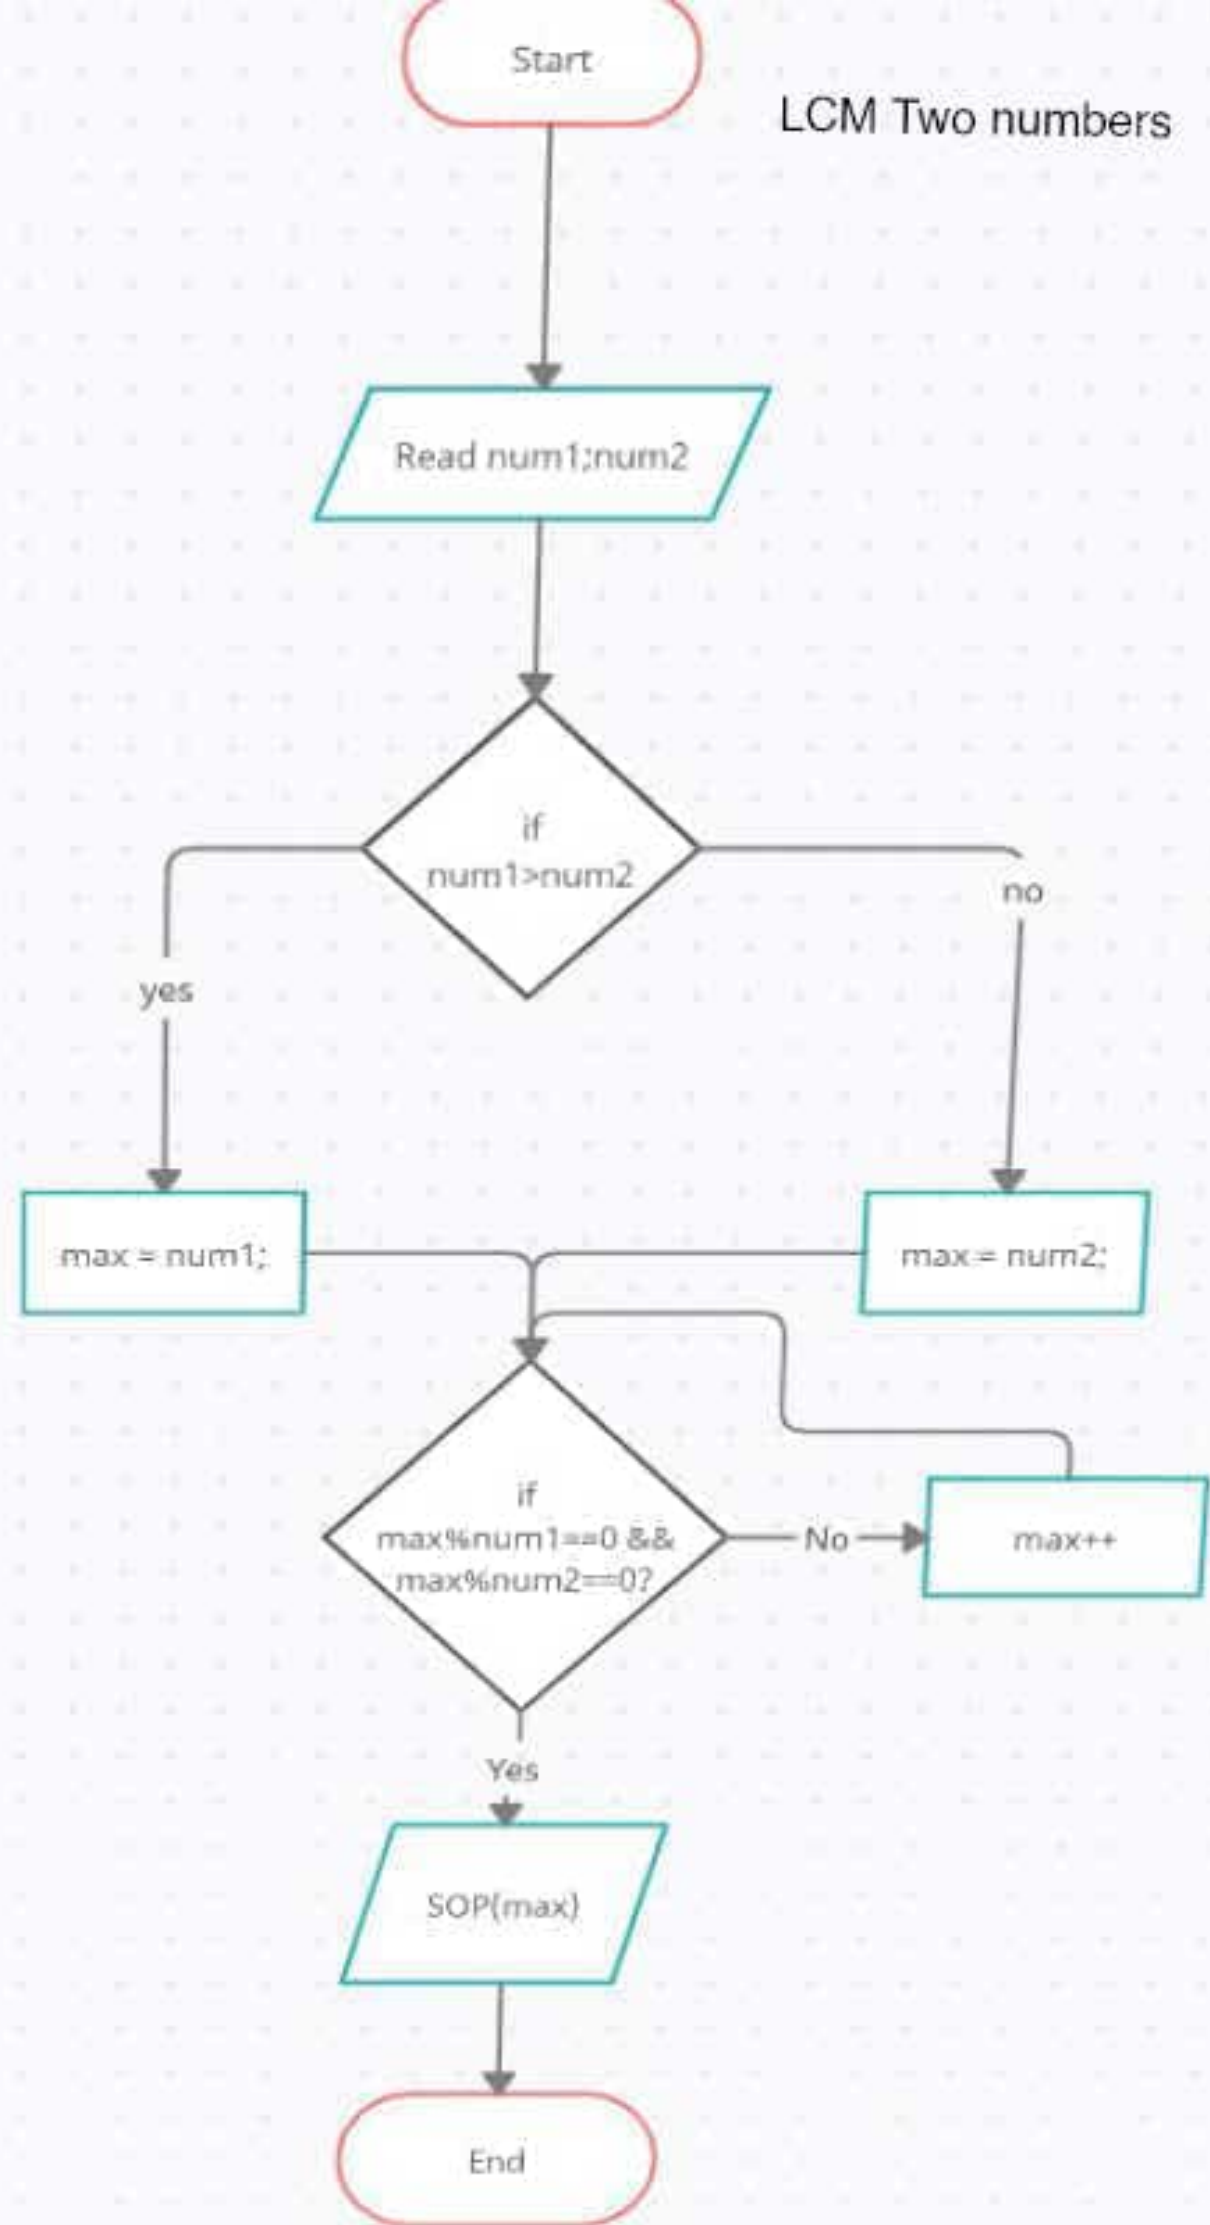 Start
LCM Two numbers
Read num1;num2
if
num1>num2
no
yes
max = num1;
max = num2;
if
max%num1==0 &&
max%num2==0?
No
max++
Yes
SOP(max)
End